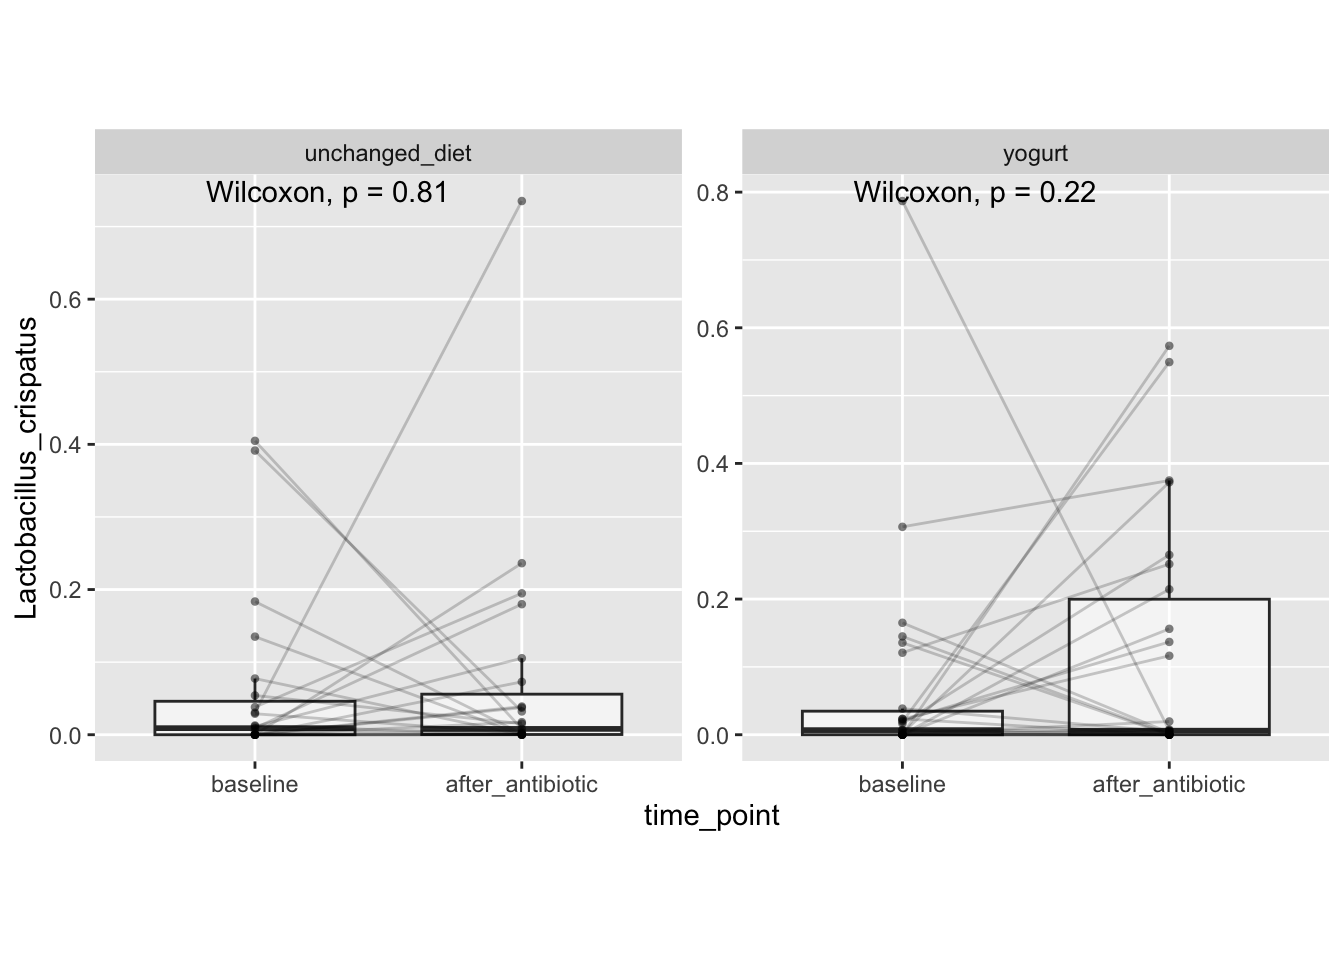 unchanged_diet
yogurt
Wilcoxon, p = 0.81
Wilcoxon, p = 0.22
Lactobacillus_crispatus
0.6
0.4
0.2
0.0
0.8
0.6
0.4
0.2
0.0
baseline
after_antibiotic
baseline
after_antibiotic
time_point